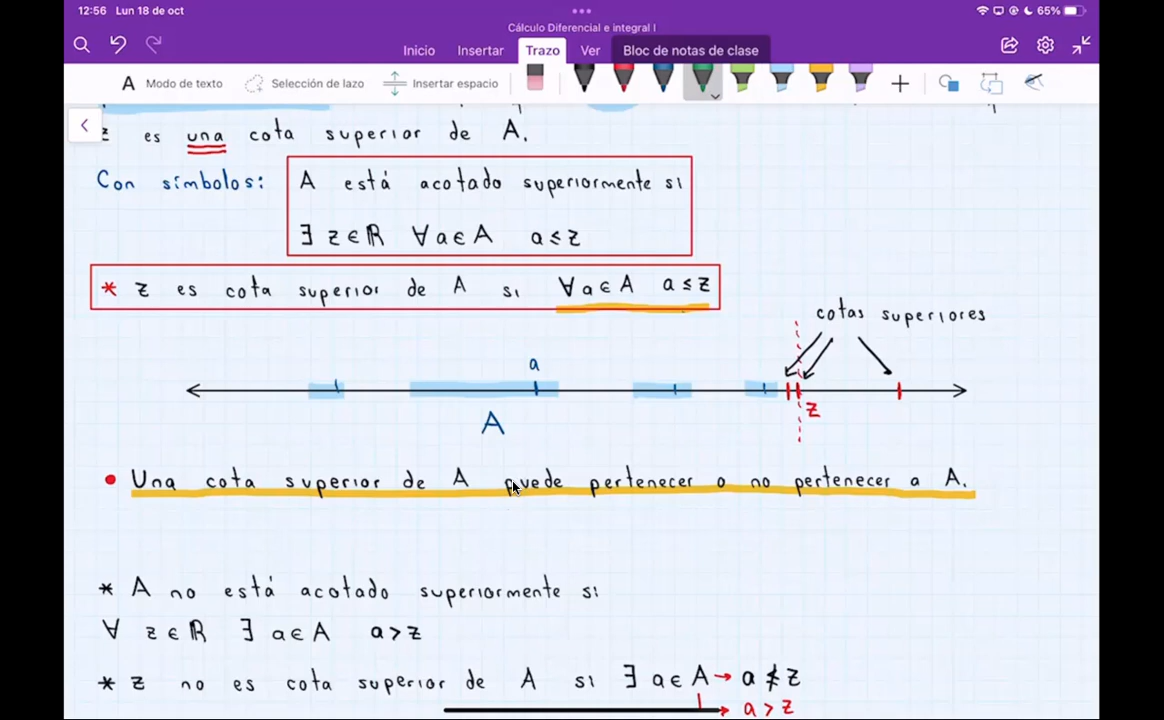 12:56 Lun 18 de oct
65%
Cálculo Diferencial e integral I
Inicio Insertar Trazo Ver Bloc de notas de clase
A Modo de texto Selección de lazo Insertar espacio
z es una cota superior de A.
Con símbolos: A está acotado superiormente si
∃ z∈ℝ ∀a∈A a≤z
* z es cota superior de A si ∀a∈A a≤z
cotas superiores
a
z
A
• Una cota superior de A puede pertenecer o no pertenecer a A.
* A no está acotado superiormente si
∀ z∈ℝ ∃ a∈A a>z
* z no es cota superior de A si ∃ a∈A → a≰z
→ a>z